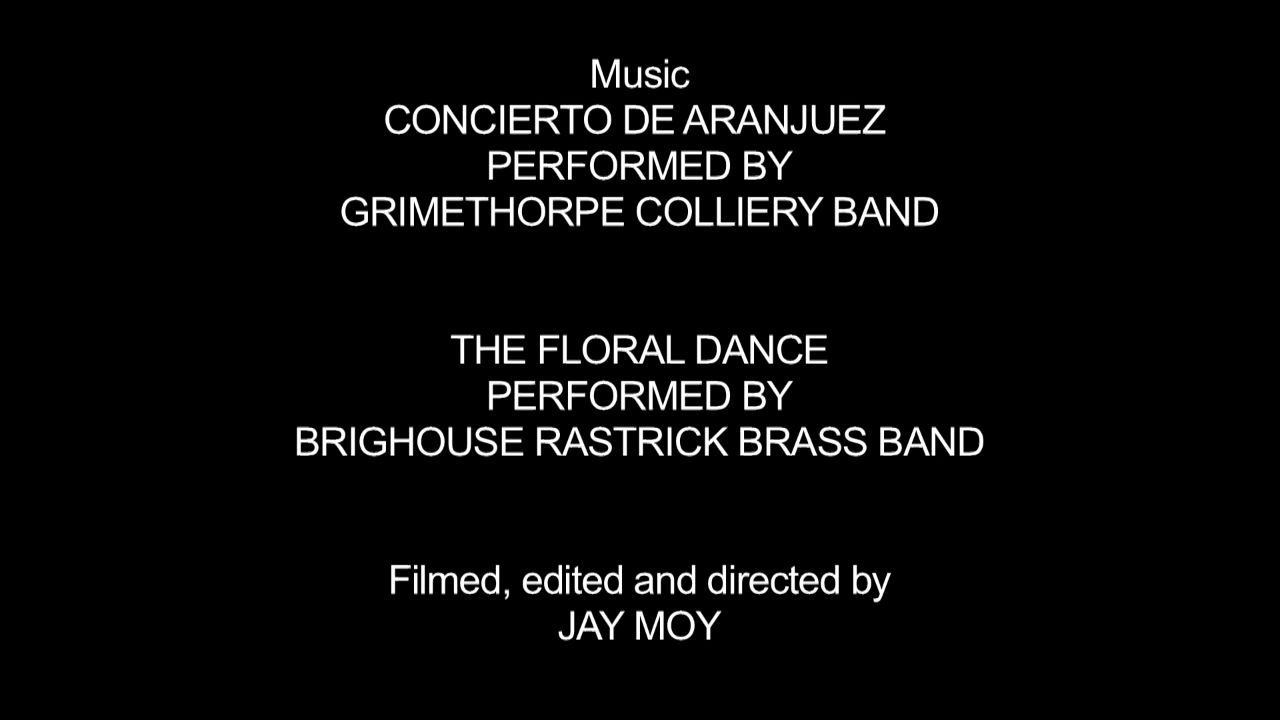 Music
CONCIERTO DE ARANJUEZ
PERFORMED BY
GRIMETHORPE COLLIERY BAND
THE FLORAL DANCE
PERFORMED BY
BRIGHOUSE RASTRICK BRASS BAND
Filmed, edited and directed by
JAY MOY